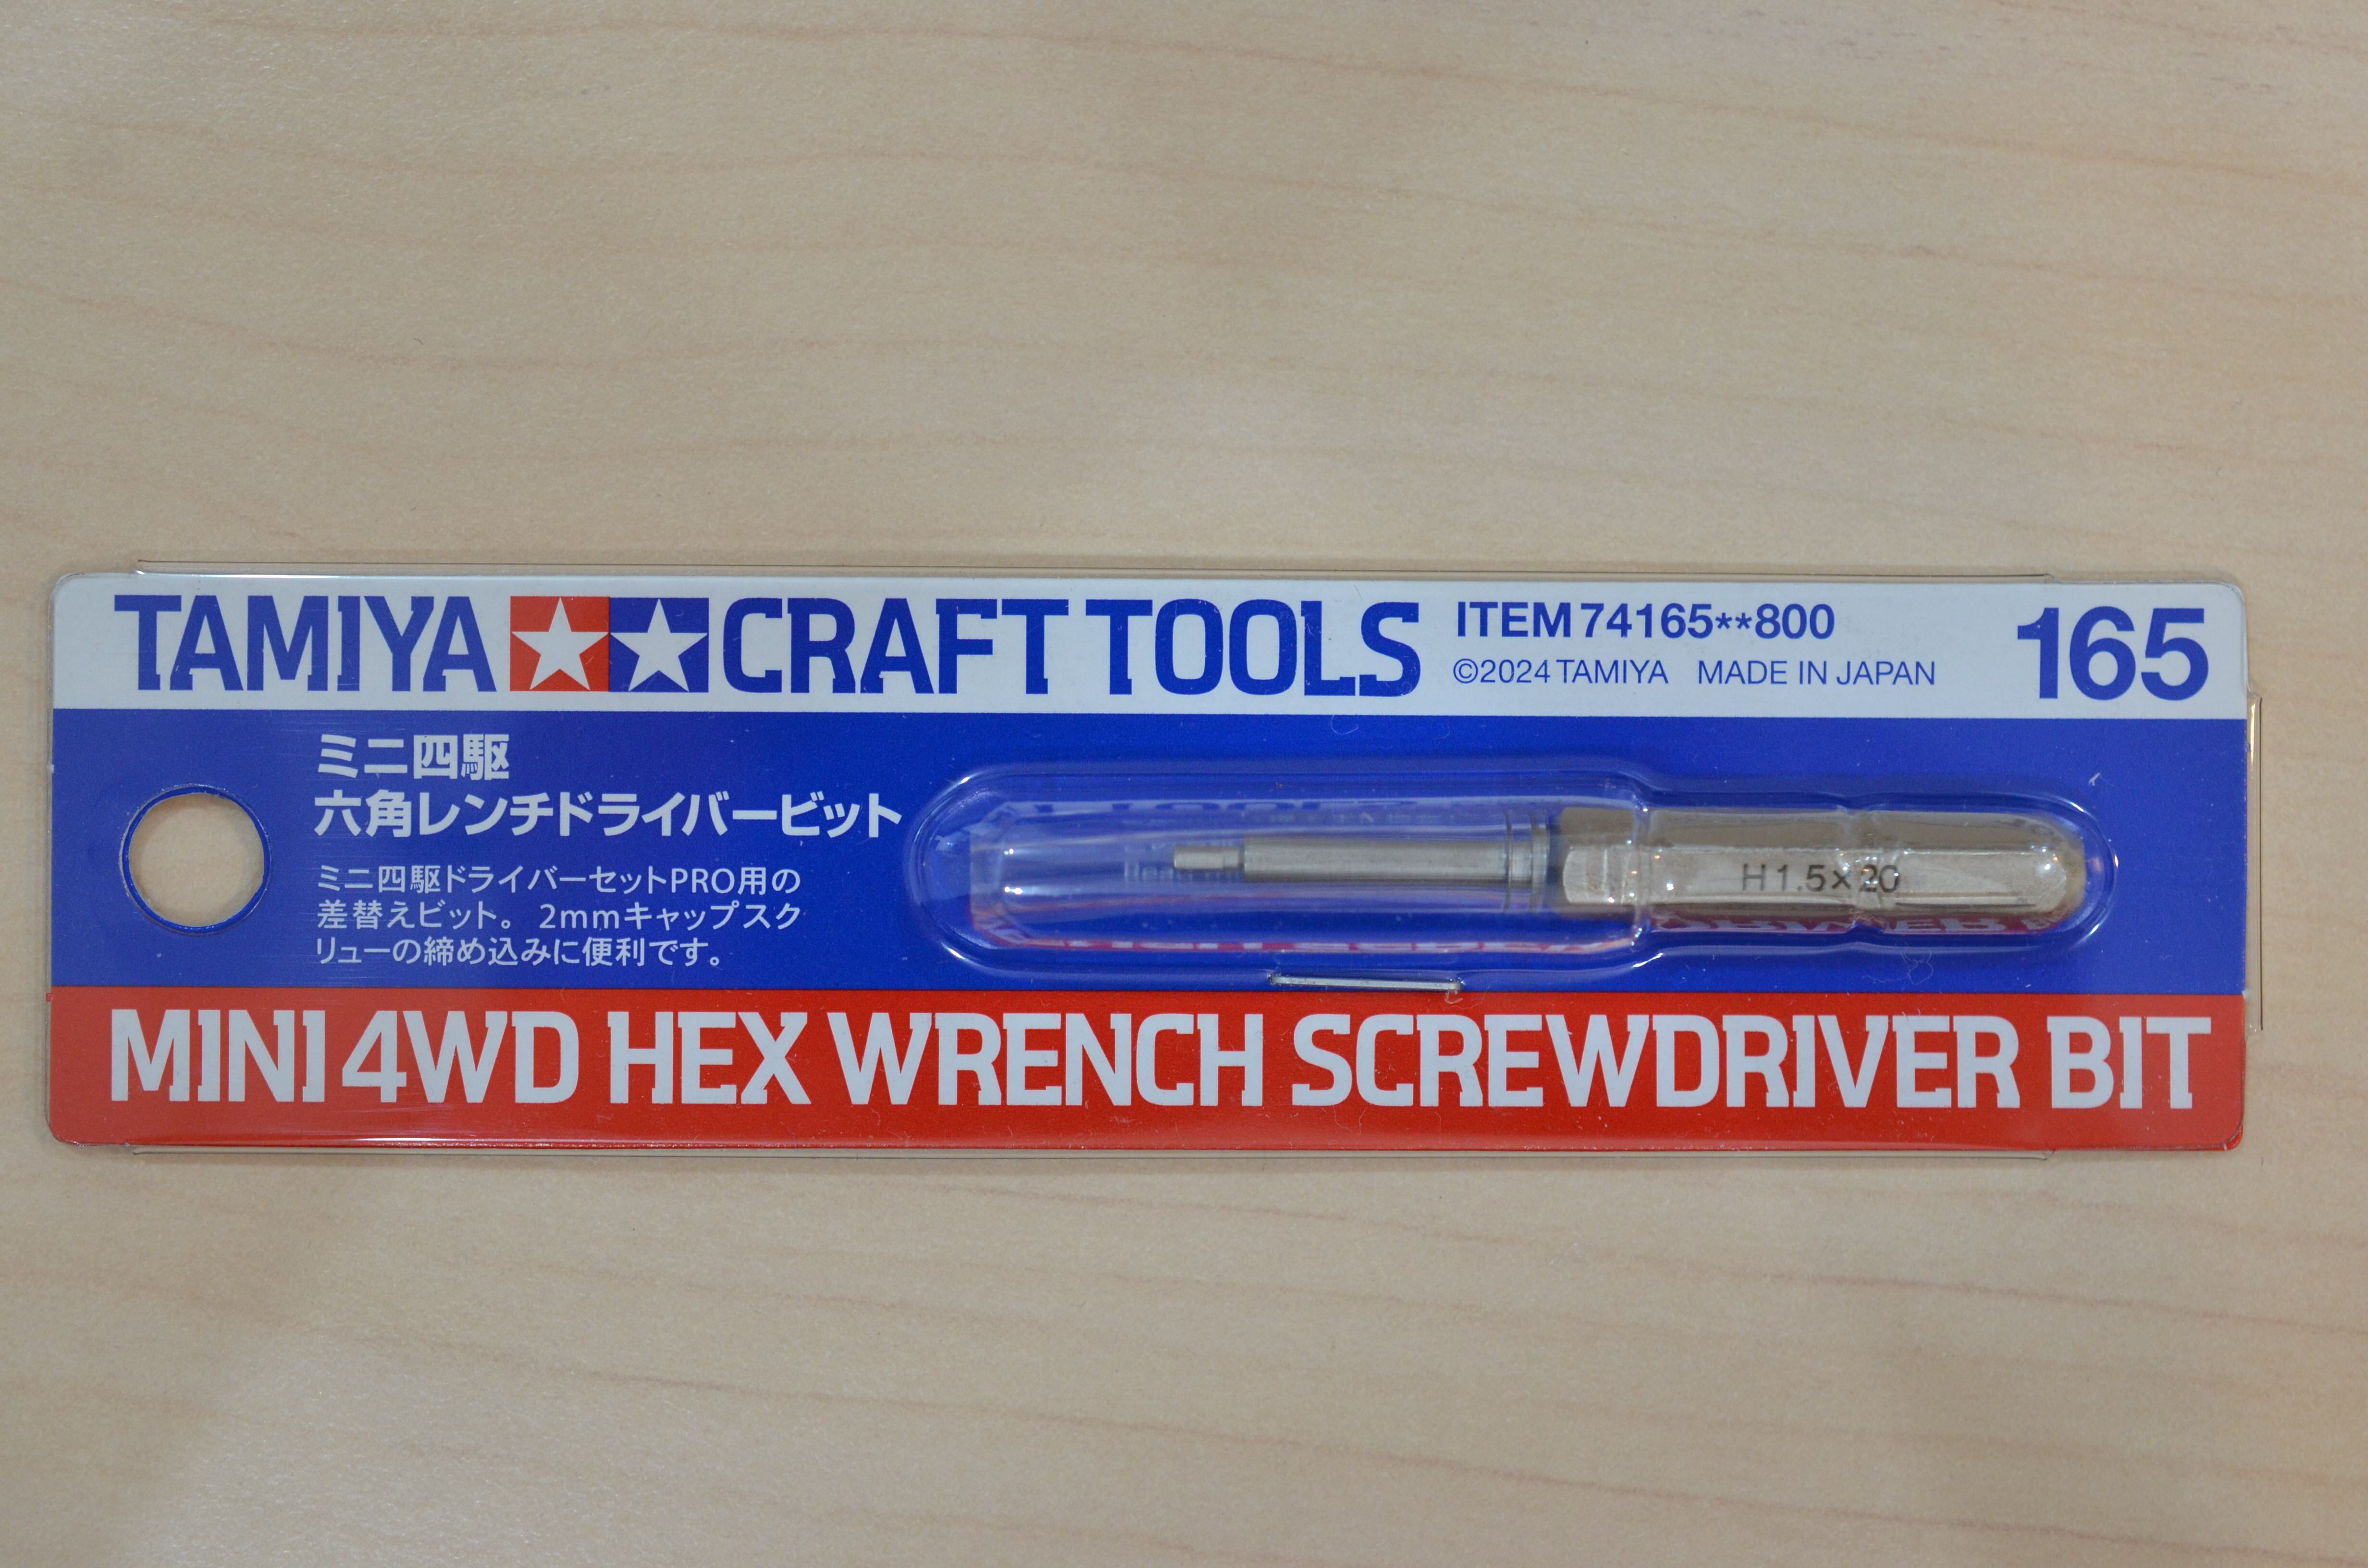 TAMIYA CRAFT TOOLS
ITEM 74165**800
©2024 TAMIYA MADE IN JAPAN
165
ミニ四駆
六角レンチドライバービット
ミニ四駆ドライバーセットPRO用の
差替えビット。2mmキャップスク
リューの締め込みに便利です。
H1.5×20
MINI 4WD HEX WRENCH SCREWDRIVER BIT